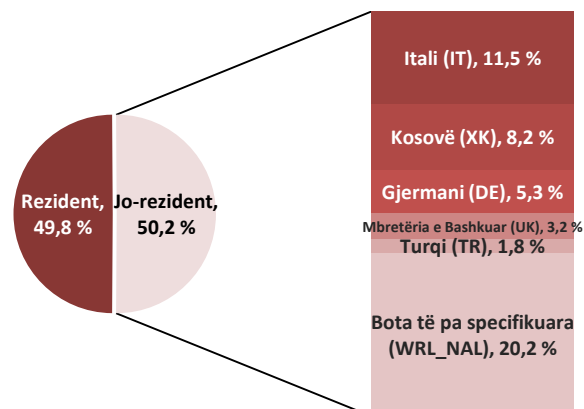 Itali (IT), 11,5 %
Kosovë (XK), 8,2 %
Gjermani (DE), 5,3 %
Mbretëria e Bashkuar (UK), 3,2 %
Turqi (TR), 1,8 %
Bota të pa specifikuara
(WRL_NAL), 20,2 %
Rezident,
49,8 %
Jo-rezident,
50,2 %